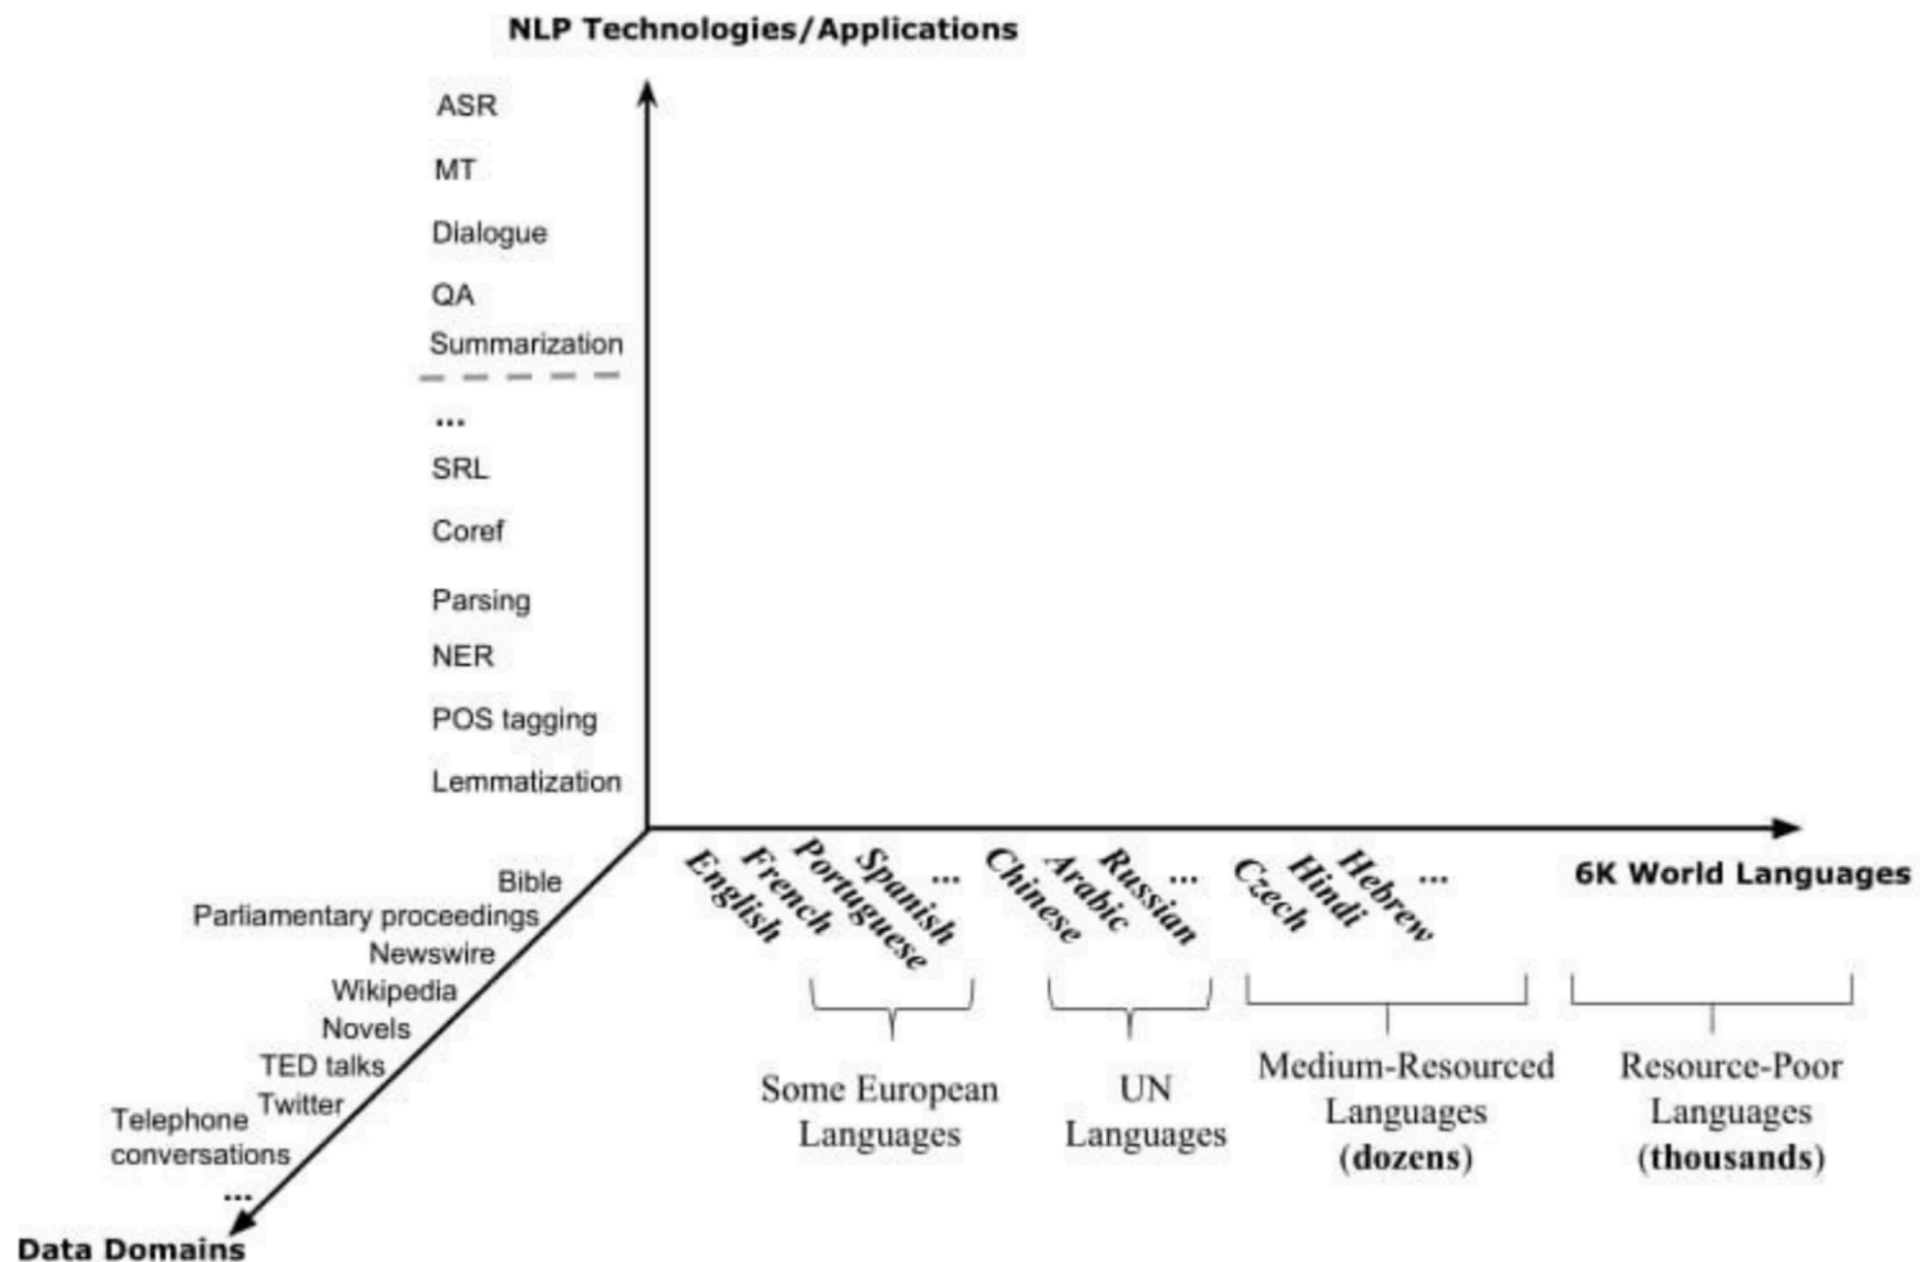 NLP Technologies/Applications
ASR
MT
Dialogue
QA
Summarization
...
SRL
Coref
Parsing
NER
POS tagging
Lemmatization
Bible
Parliamentary proceedings
Newswire
Wikipedia
Novels
TED talks
Twitter
Telephone
conversations
...
Data Domains
English
French
Portuguese
Spanish
...
Chinese
Arabic
Russian
...
Czech
Hindi
Hebrew
...
6K World Languages
Some European
Languages
UN
Languages
Medium-Resourced
Languages
(dozens)
Resource-Poor
Languages
(thousands)